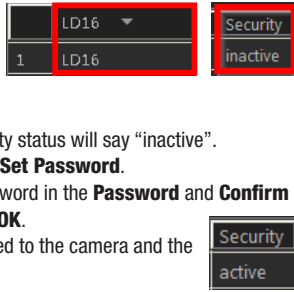 LD16 Security
1 LD16 inactive
ty status will say “inactive”.
Set Password.
word in the Password and Confirm
OK.
ed to the camera and the
Security
active